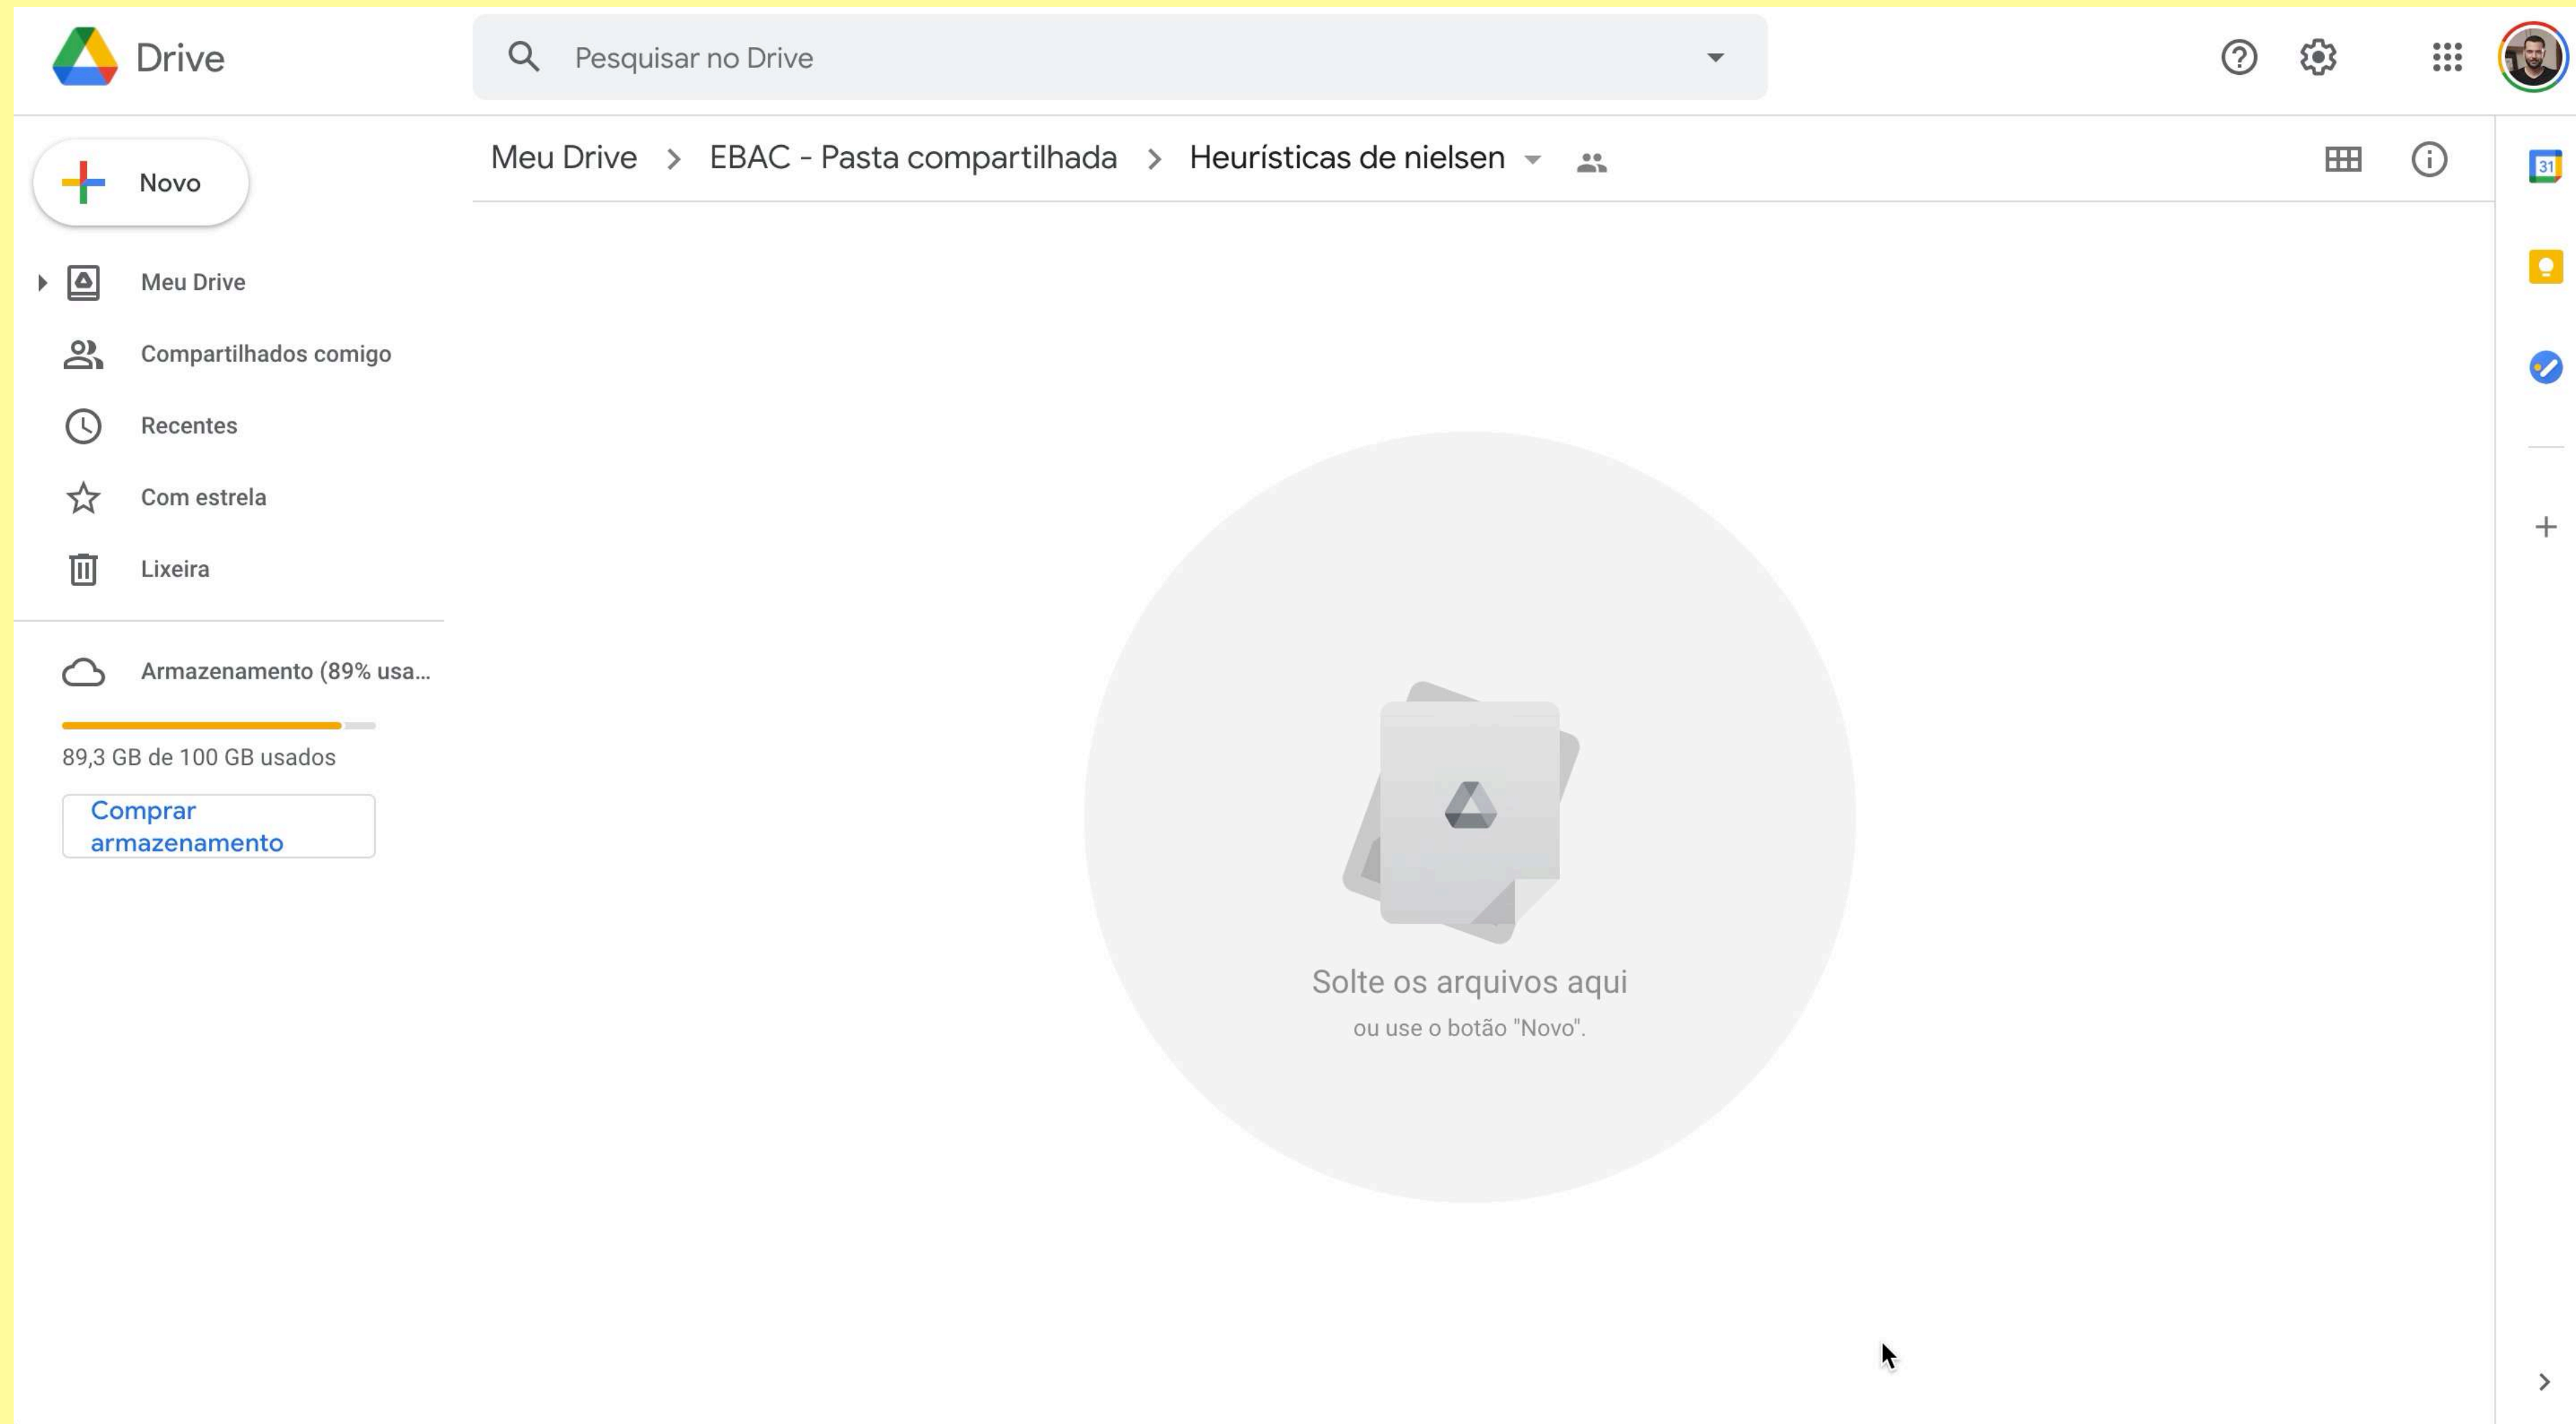 Drive
Pesquisar no Drive
Novo
Meu Drive
EBAC - Pasta compartilhada
Heurísticas de nielsen
31
Meu Drive
Compartilhados comigo
Recentes
Com estrela
Lixeira
Armazenamento (89% usa...
89,3 GB de 100 GB usados
Comprar
armazenamento
Solte os arquivos aqui
ou use o botão "Novo".